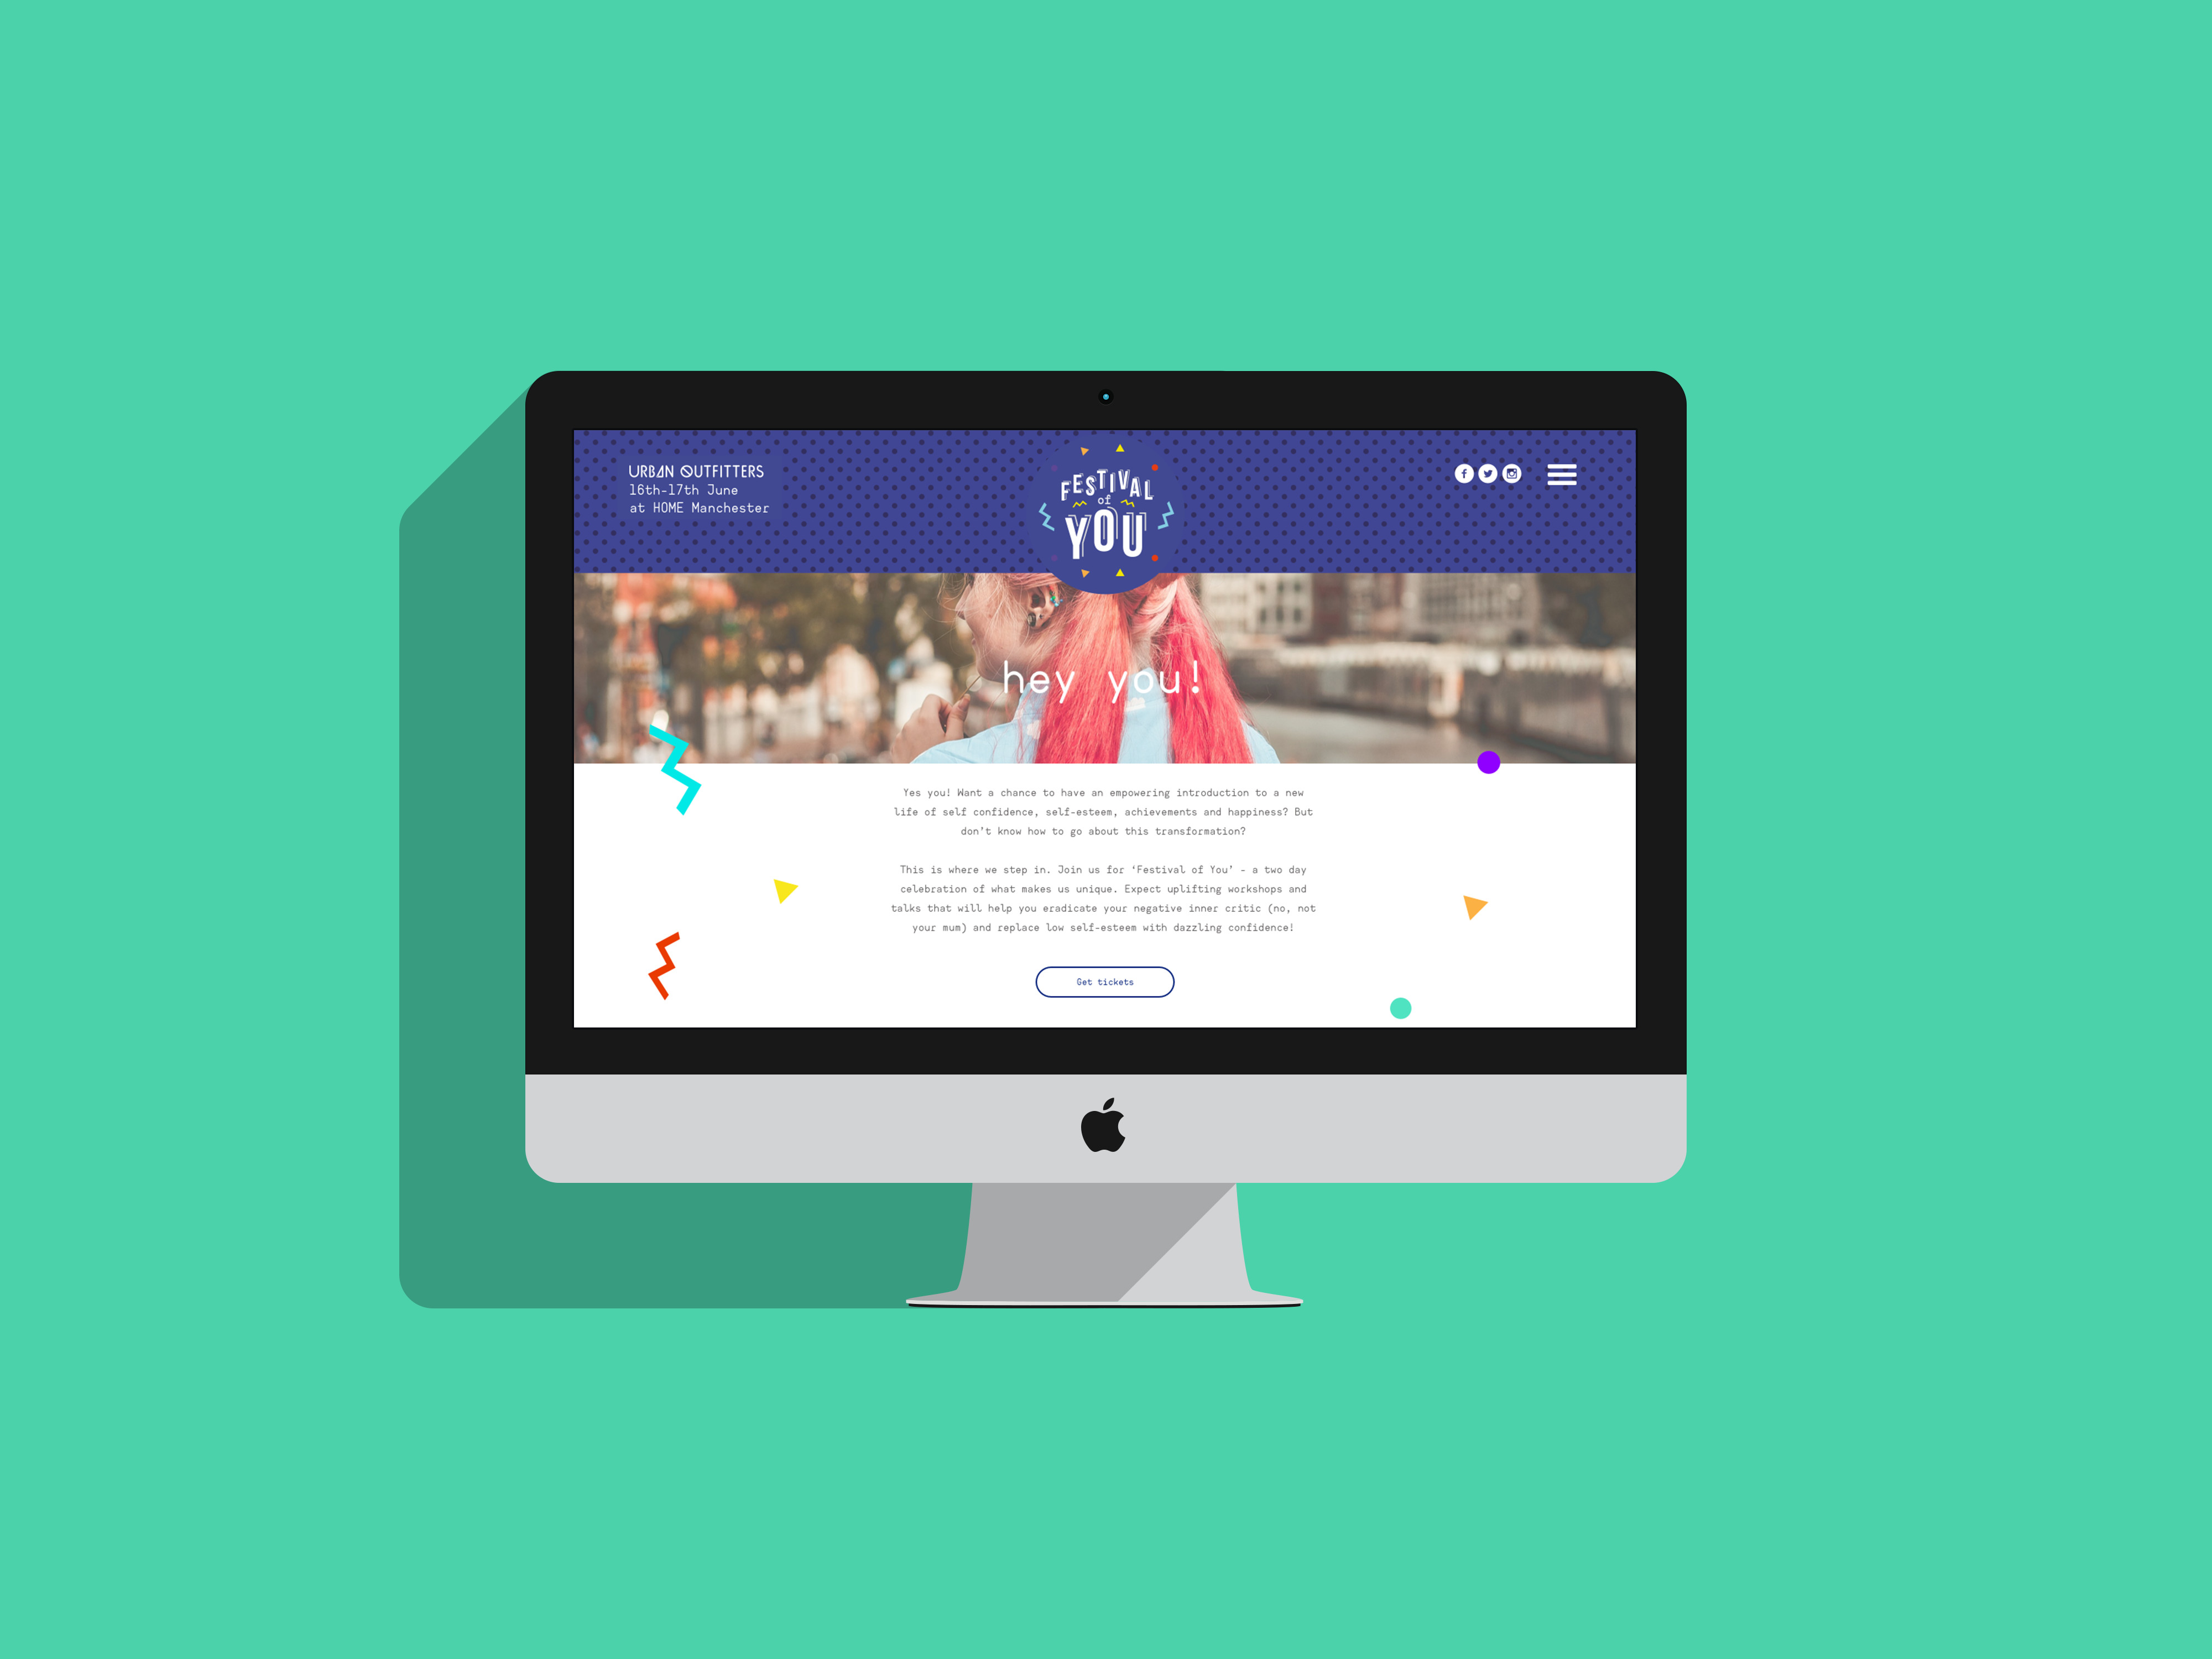 URBAN OUTFITTERS
16th-17th June
at HOME Manchester
FESTIVAL
of
YOU
hey you!
Yes you! Want a chance to have an empowering introduction to a new
life of self confidence, self-esteem, achievements and happiness? But
don't know how to go about this transformation?
This is where we step in. Join us for ‘Festival of You’ - a two day
celebration of what makes us unique. Expect uplifting workshops and
talks that will help you eradicate your negative inner critic (no, not
your mum) and replace low self-esteem with dazzling confidence!
Get tickets